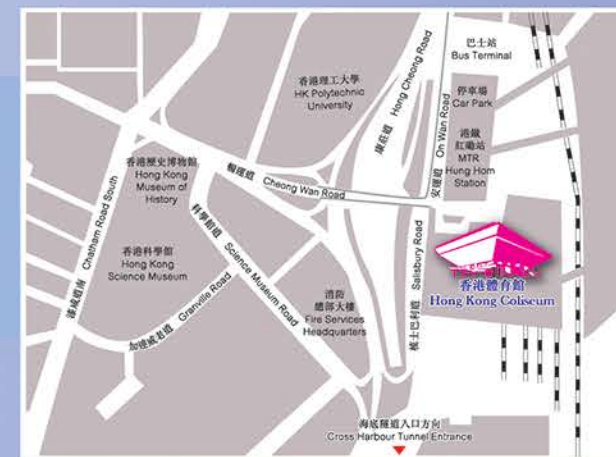 巴士站
Bus Terminal
香港理工大學
HK Polytechnic
University
康莊道 Hong Cheong Road
停車場
Car Park
安運道 On Wan Road
港鐵
紅磡站
MTR
Hung Hom
Station
香港歷史博物館
Hong Kong
Museum of
History
暢運道 Cheong Wan Road
漆咸道南 Chatham Road South
科學館道 Science Museum Road
香港科學館
Hong Kong
Science Museum
梳士巴利道 Salisbury Road
香港體育館
Hong Kong Coliseum
加連威老道 Granville Road
消防
總部大樓
Fire Services
Headquarters
海底隧道入口方向
Cross Harbour Tunnel Entrance